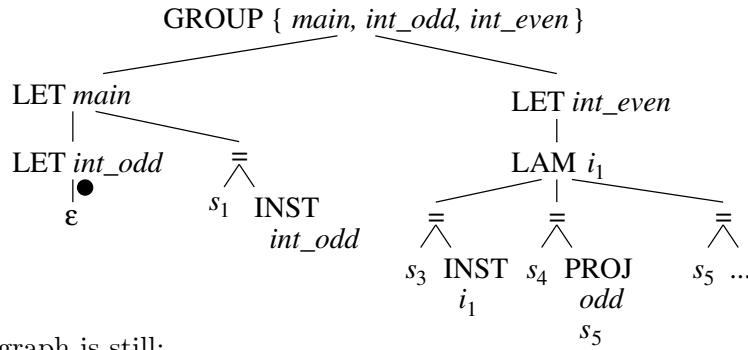 GROUP { main, int_odd, int_even }
LET main
LET int_even
LET int_odd
=
LAM i1
ε
s1 INST
int_odd
=
=
=
s3 INST
i1
s4 PROJ
odd
s5
s5 ...
graph is still: